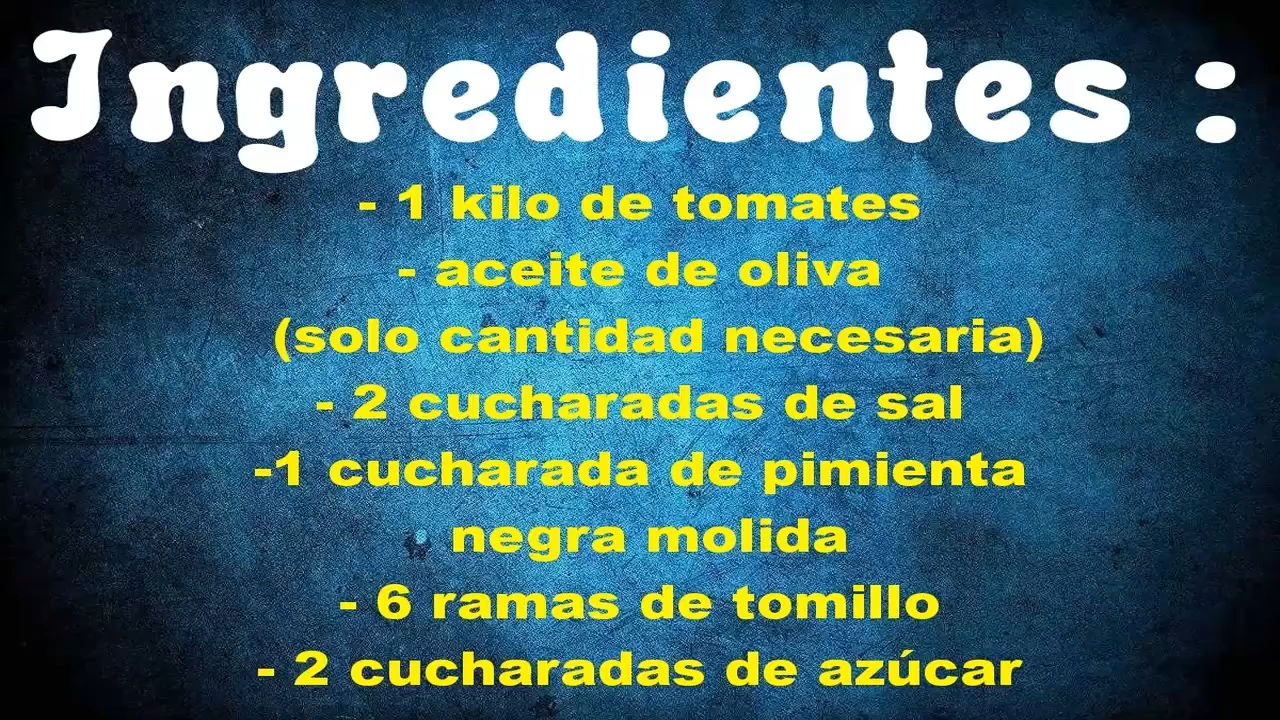 Ingredientes :
- 1 kilo de tomates
- aceite de oliva
(solo cantidad necesaria)
- 2 cucharadas de sal
-1 cucharada de pimienta
negra molida
- 6 ramas de tomillo
- 2 cucharadas de azúcar